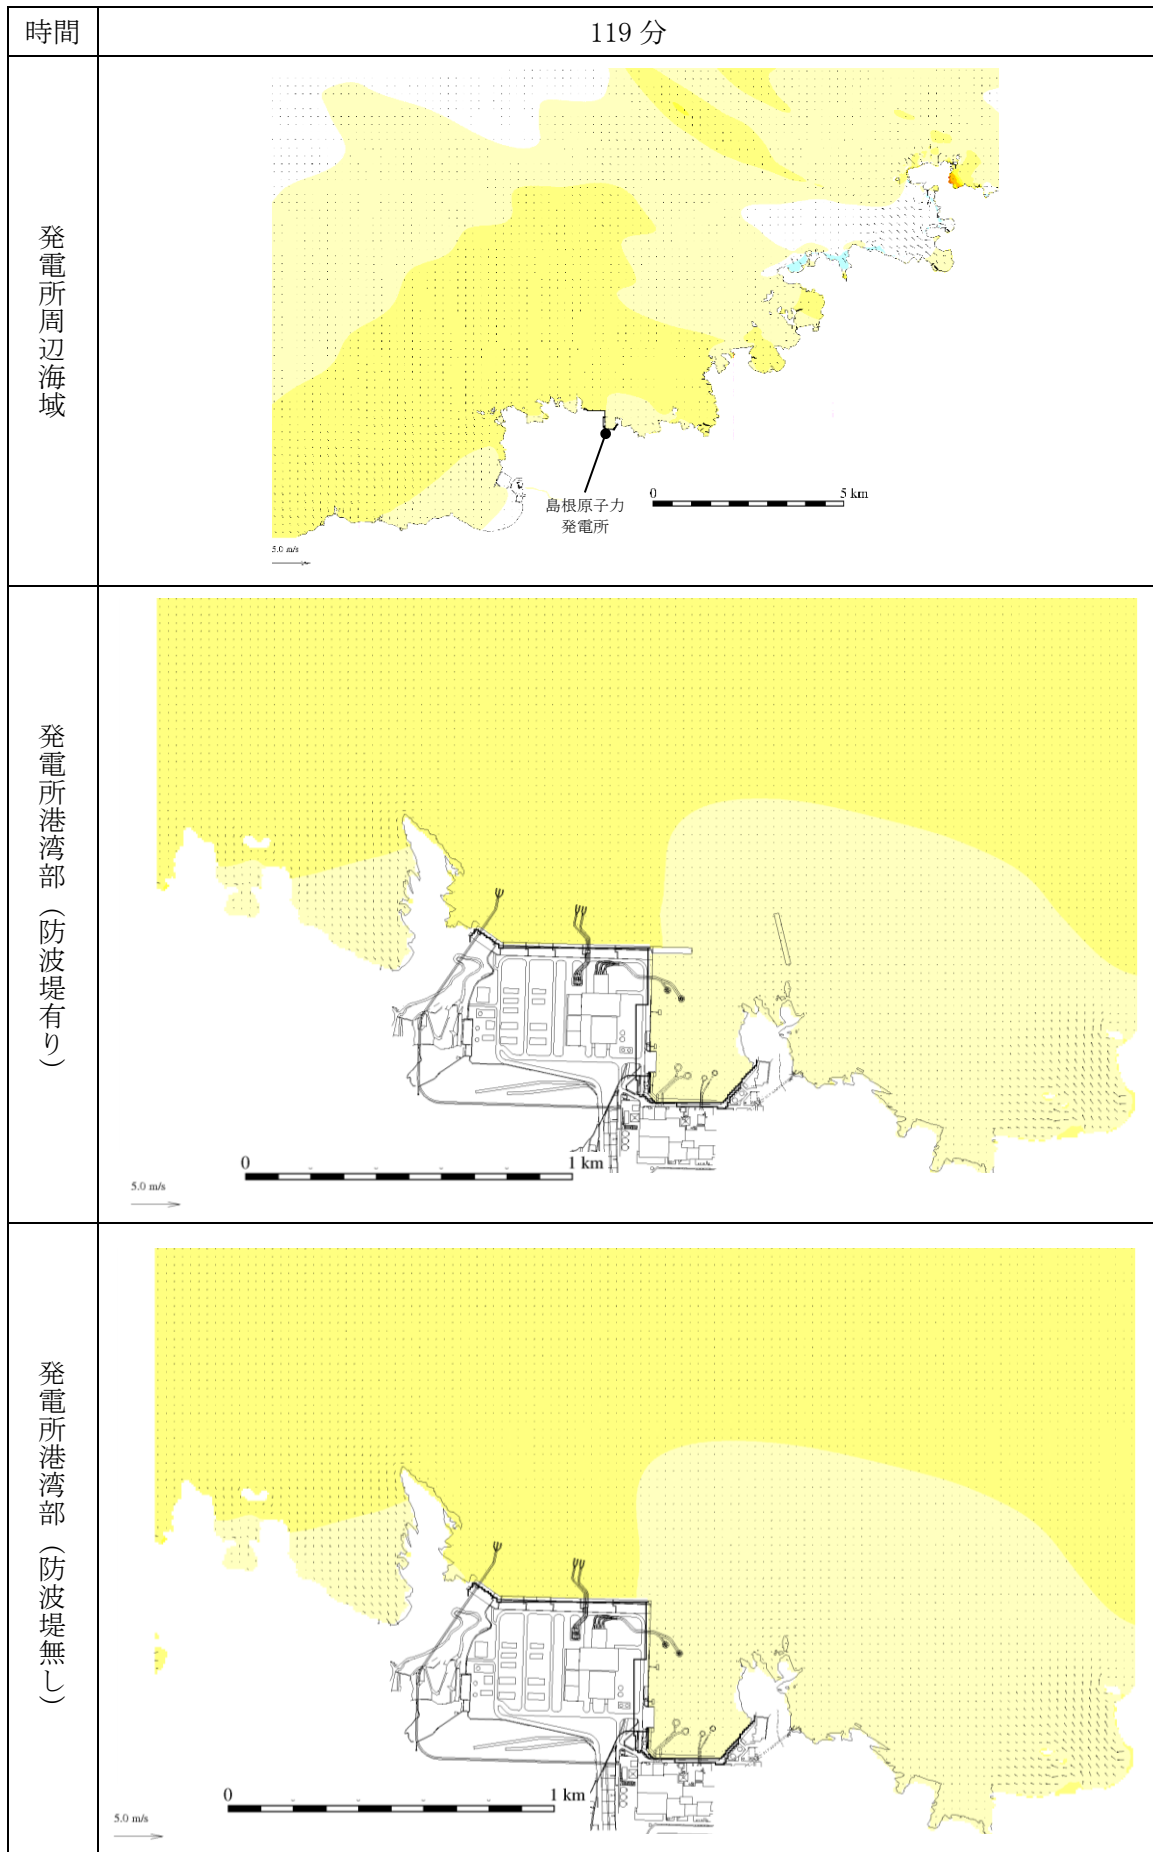 時間
119 分
発電所周辺海域
島根原子力
発電所
0
5 km
5.0 m/s
発電所港湾部（防波堤有り）
0
1 km
5.0 m/s
発電所港湾部（防波堤無し）
0
1 km
5.0 m/s